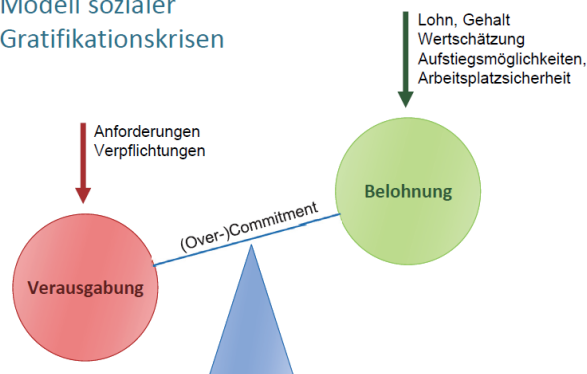 Modell sozialer
Gratifikationskrisen
Lohn, Gehalt
Wertschätzung
Aufstiegsmöglichkeiten,
Arbeitsplatzsicherheit
Anforderungen
Verpflichtungen
Belohnung
(Over-)Commitment
Verausgabung